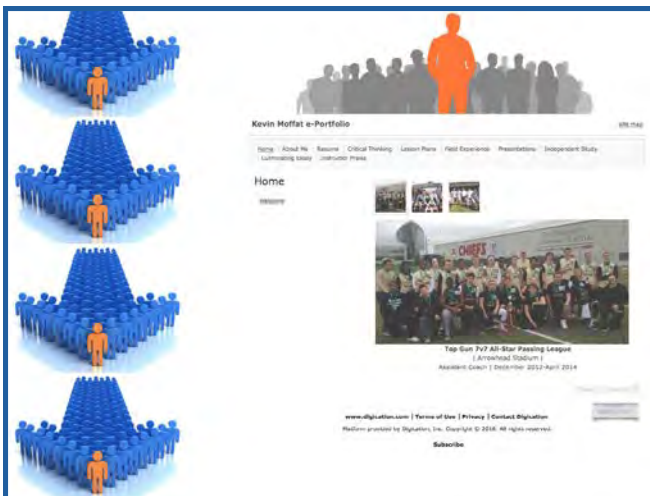 Kevin Moffat e-Portfolio
site map
Home About Me Resume Critical Thinking Lesson Plans Field Experience Presentations Independent Study
Culminating Essay Instructor Praise
Home
Welcome
CHIEFS
Top Gun 7v7 All-Star Passing League
( Arrowhead Stadium )
Assistant Coach | December 2012-April 2014
www.digication.com | Terms of Use | Privacy | Contact Digication
Platform provided by Digication, Inc. Copyright © 2016. All rights reserved.
Subscribe